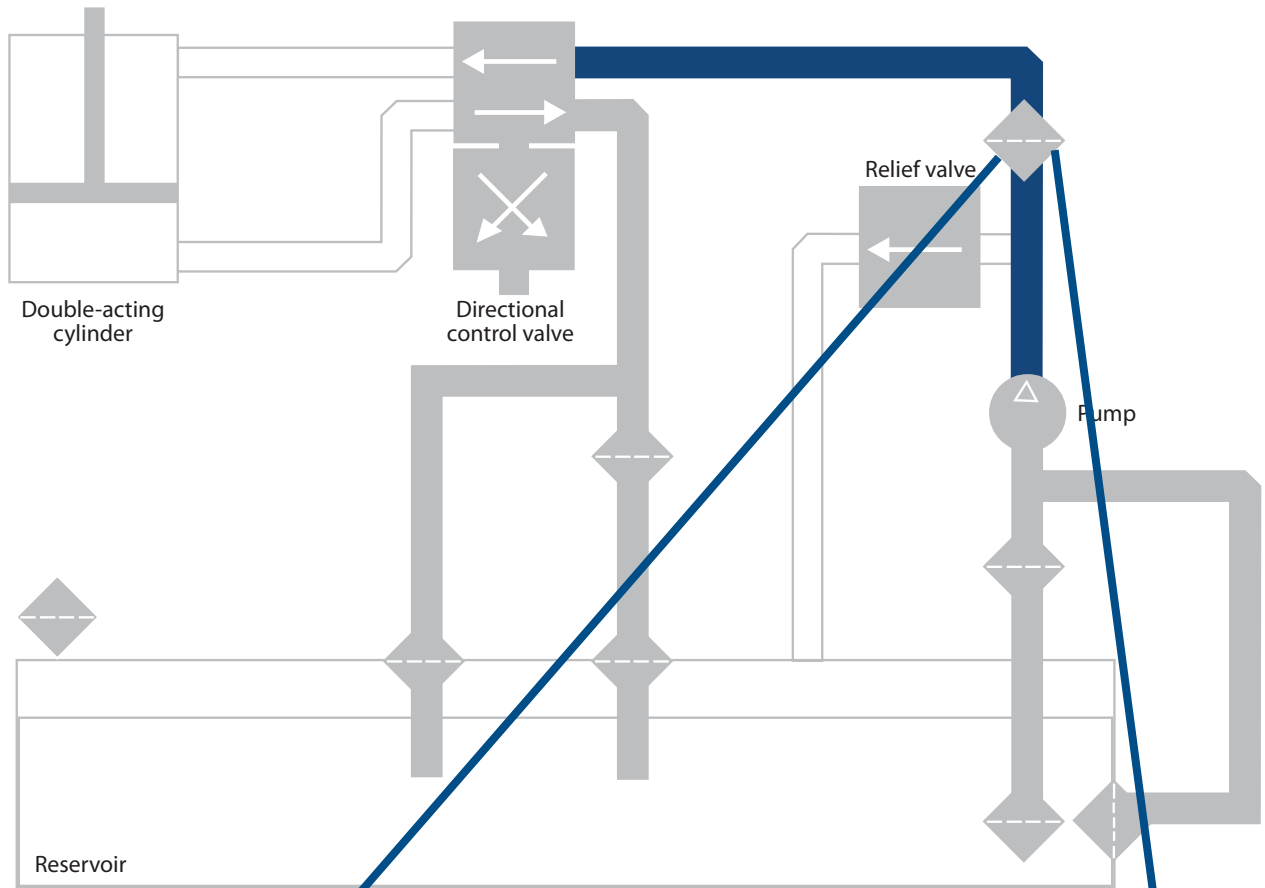 Relief valve
Double-acting
cylinder
Directional
control valve
Pump
Reservoir